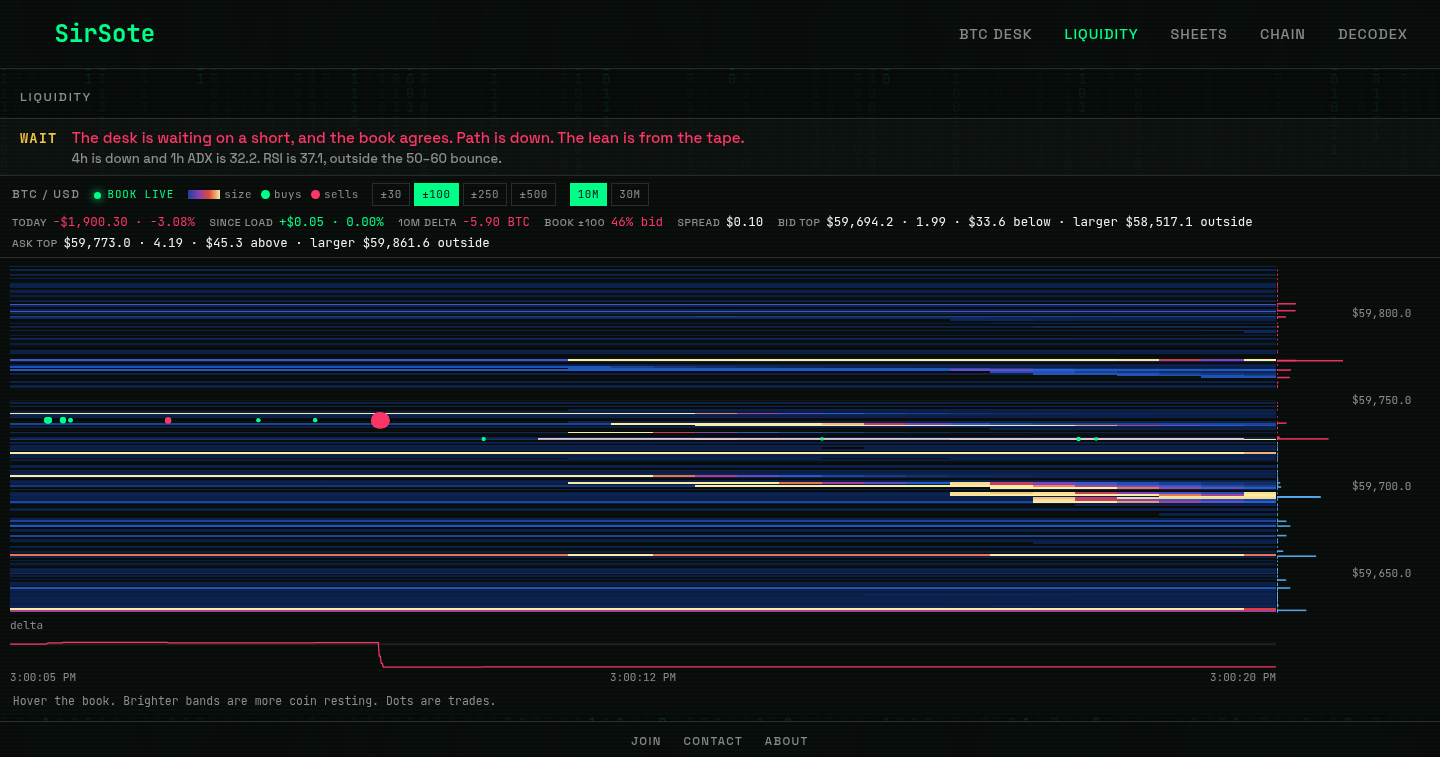 SirSote
BTC DESK LIQUIDITY SHEETS CHAIN DECODEX
LIQUIDITY
WAIT The desk is waiting on a short, and the book agrees. Path is down. The lean is from the tape.
4h is down and 1h ADX is 32.2. RSI is 37.1, outside the 50–60 bounce.
BTC / USD BOOK LIVE size buys sells ±30 ±100 ±250 ±500 10M 30M
TODAY -$1,900.30 · -3.08% SINCE LOAD +$0.05 · 0.00% 10M DELTA -5.90 BTC BOOK ±100 46% bid SPREAD $0.10 BID TOP $59,694.2 · 1.99 · $33.6 below · larger $58,517.1 outside
ASK TOP $59,773.0 · 4.19 · $45.3 above · larger $59,861.6 outside
$59,800.0
$59,750.0
$59,700.0
$59,650.0
delta
3:00:05 PM 3:00:12 PM 3:00:20 PM
Hover the book. Brighter bands are more coin resting. Dots are trades.
JOIN CONTACT ABOUT